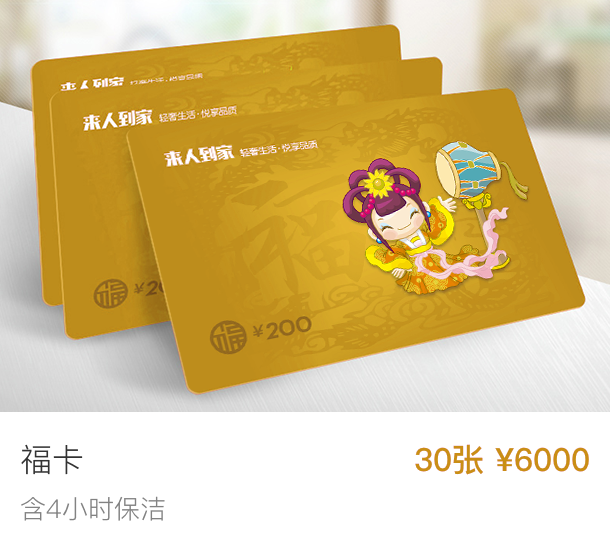 来人到家 轻奢生活·悦享品质
来人到家 轻奢生活·悦享品质
来人到家 轻奢生活·悦享品质
福
福 ¥20
福 ¥200
福卡 30张 ¥6000
含4小时保洁